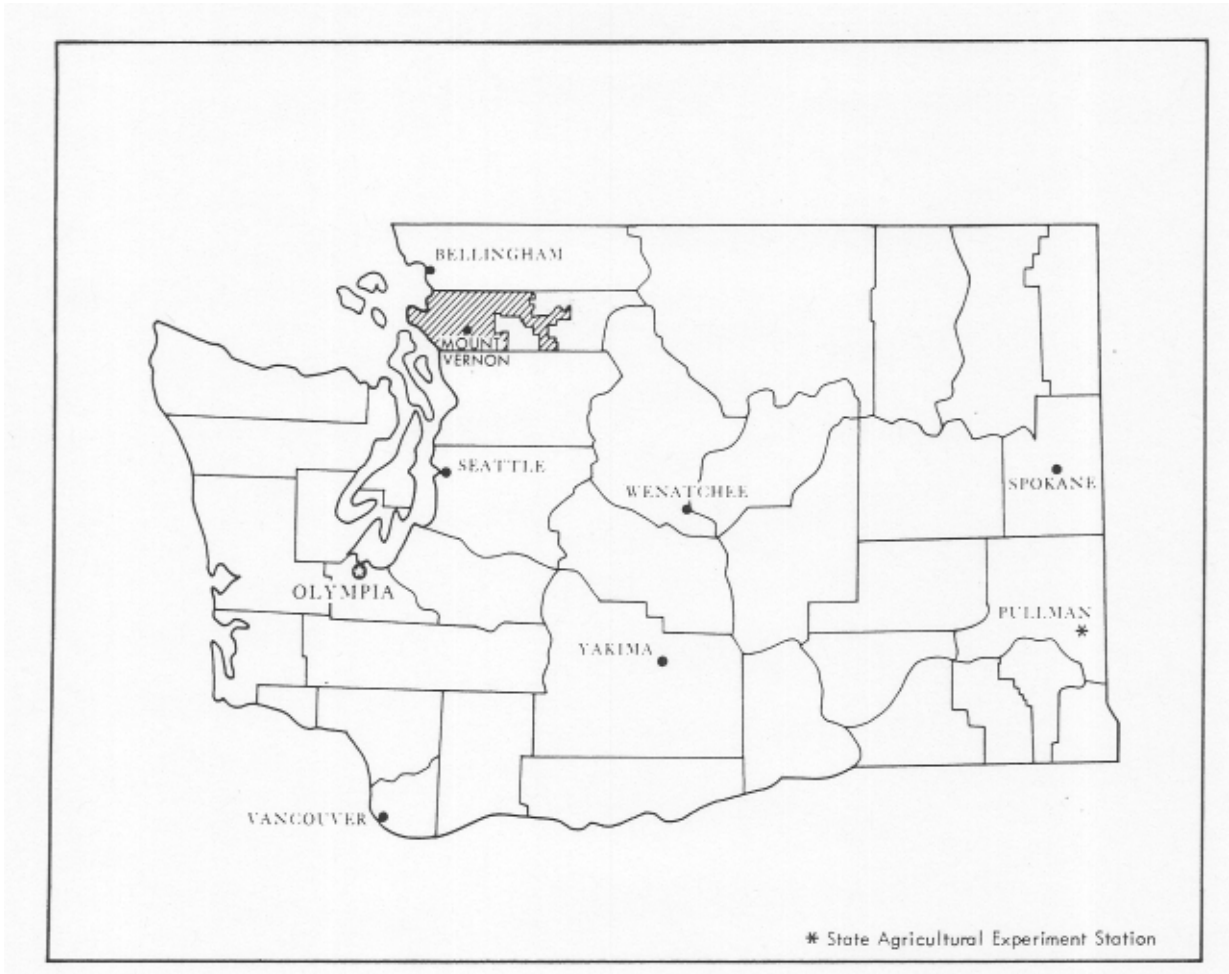 BELLINGHAM
MOUNT
VERNON
SEATTLE
WENATCHEE
SPOKANE
OLYMPIA
PULLMAN
YAKIMA
VANCOUVER
* State Agricultural Experiment Station